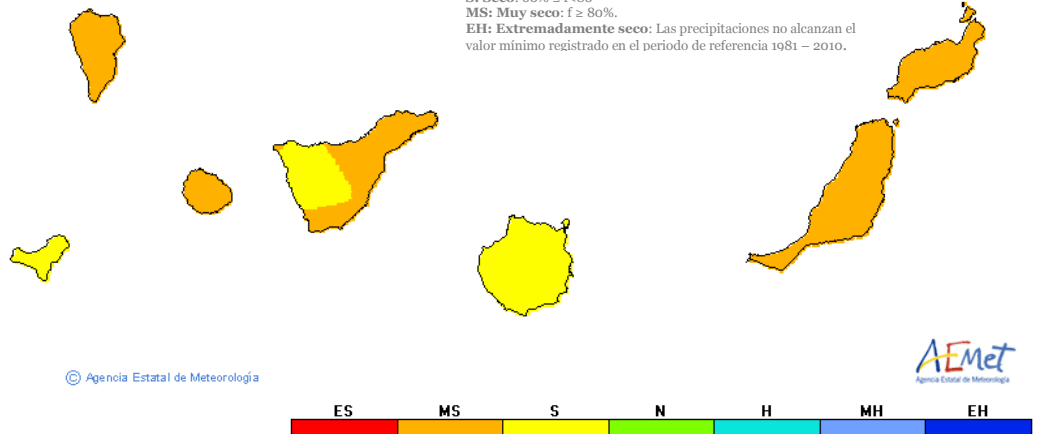 MS: Muy seco: f ≥ 80%.
EH: Extremadamente seco: Las precipitaciones no alcanzan el
valor mínimo registrado en el periodo de referencia 1981 – 2010.
© Agencia Estatal de Meteorología
AEMet
Agencia Estatal de Meteorología
ES MS S N H MH EH